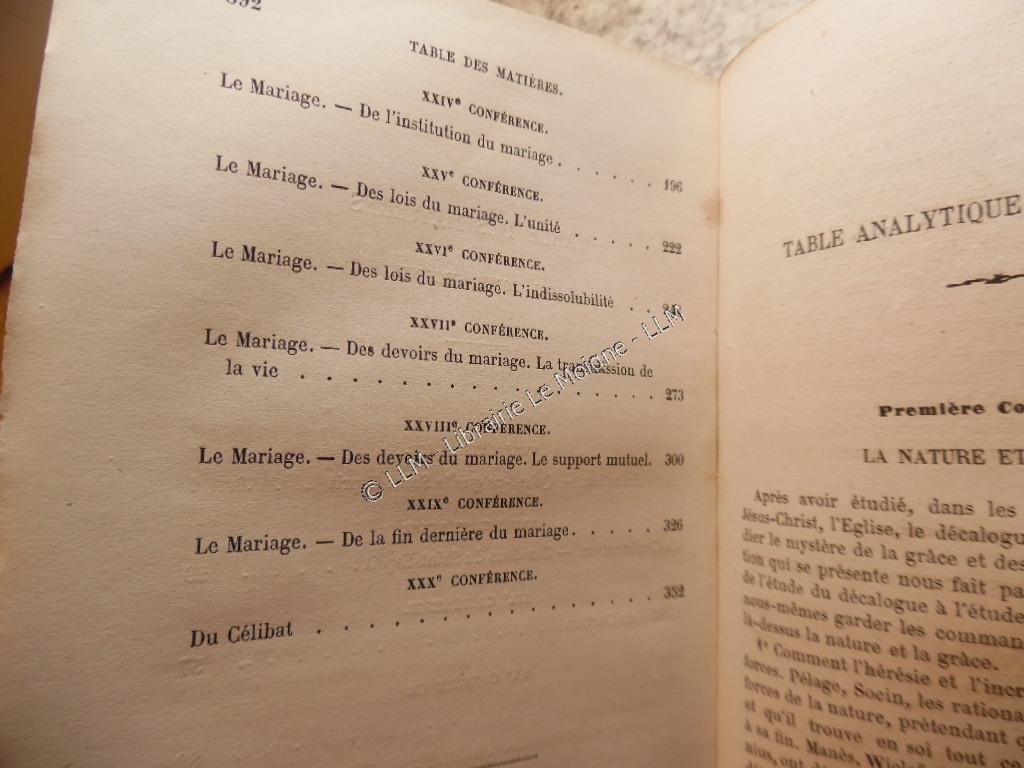 TABLE DES MATIÈRES.
XXIVe CONFÉRENCE.
Le Mariage. — De l'institution du mariage . . . . . . 196
XXVe CONFÉRENCE.
Le Mariage. — Des lois du mariage. L'unité . . . . . 222
XXVIe CONFÉRENCE.
Le Mariage. — Des lois du mariage. L'indissolubilité . .
XXVIIe CONFÉRENCE.
Le Mariage. — Des devoirs du mariage. La transmission de
la vie . . . . . . . . . . . . . . . . . . 273
XXVIIIe CONFÉRENCE.
Le Mariage. — Des devoirs du mariage. Le support mutuel. 300
XXIXe CONFÉRENCE.
Le Mariage. — De la fin dernière du mariage. . . . . 326
XXXe CONFÉRENCE.
Du Célibat . . . . . . . . . . . . . 352
© LLM - Librairie Le Moigne - LLM
TABLE ANALYTIQUE
Première Co
LA NATURE ET
Après avoir étudié, dans les
Jésus-Christ, l'Eglise, le décalogue
dier le mystère de la grâce et des
tion qui se présente nous fait pa
de l'étude du décalogue à l'étude
nous-mêmes garder les comman
là-dessus la nature et la grâce.
1° Comment l'hérésie et l'incr
forces. Pélage, Socin, les rationa
forces de la nature, prétendant
et qu'il trouve en soi tout ce
à sa fin. Manès,